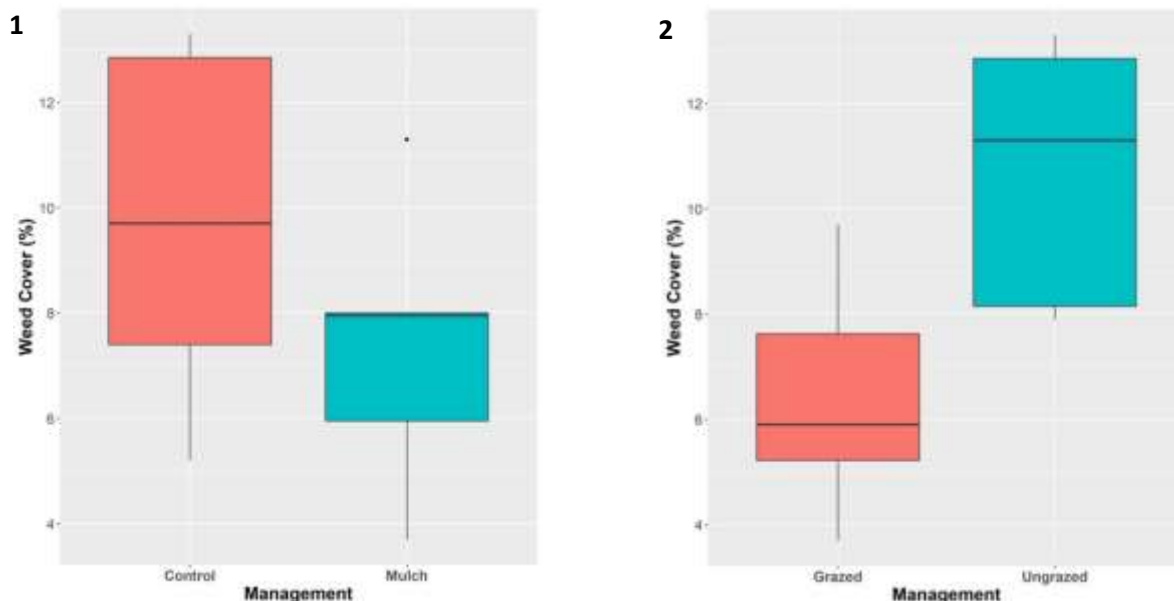 1
Weed Cover (%)
12
10
8
6
4
Control Mulch
Management
2
Weed Cover (%)
12
10
8
6
4
Grazed Ungrazed
Management